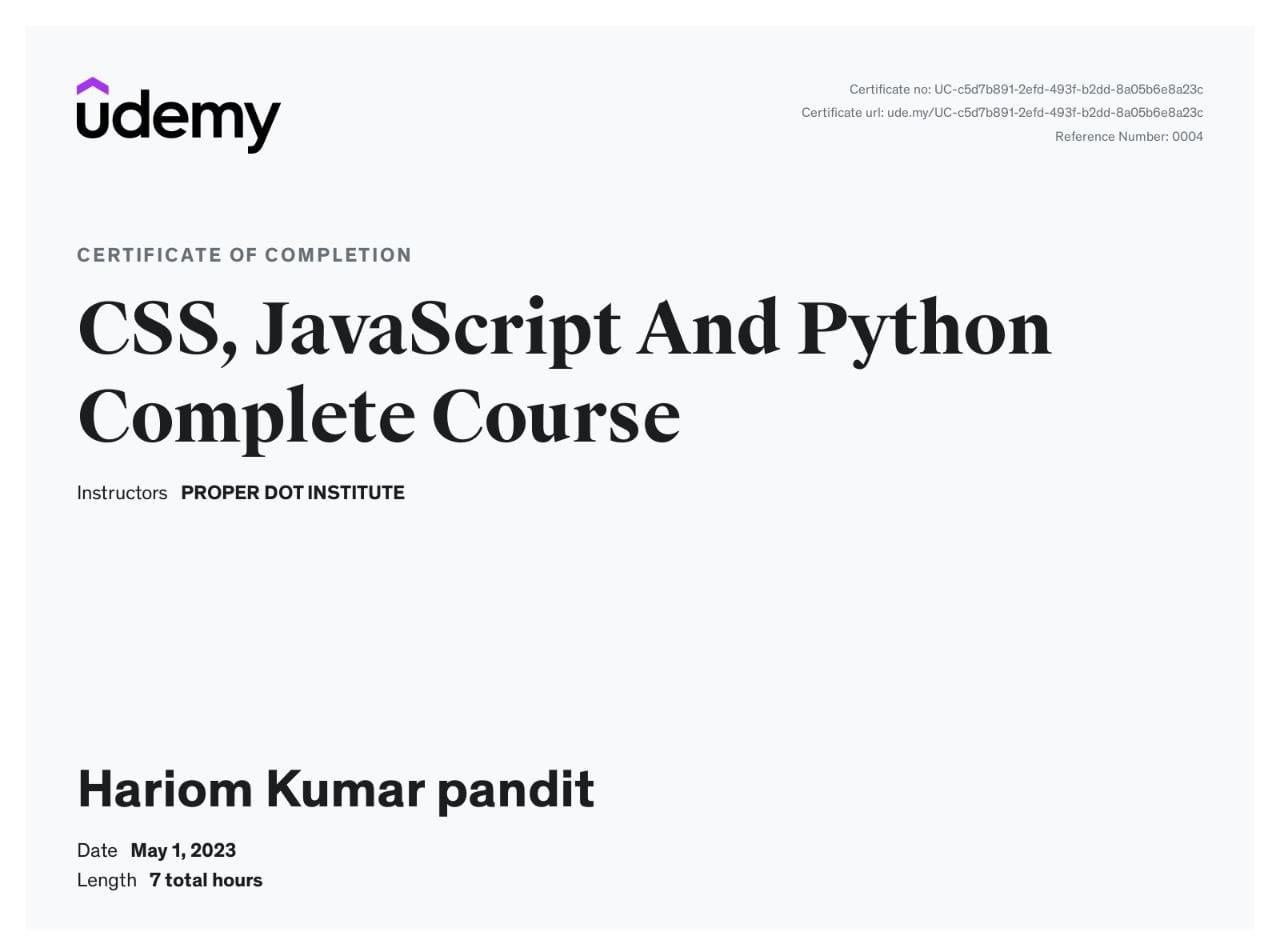 udemy
Certificate no: UC-c5d7b891-2efd-493f-b2dd-8a05b6e8a23c
Certificate url: ude.my/UC-c5d7b891-2efd-493f-b2dd-8a05b6e8a23c
Reference Number: 0004
CERTIFICATE OF COMPLETION
CSS, JavaScript And Python
Complete Course
Instructors PROPER DOT INSTITUTE
Hariom Kumar pandit
Date May 1, 2023
Length 7 total hours